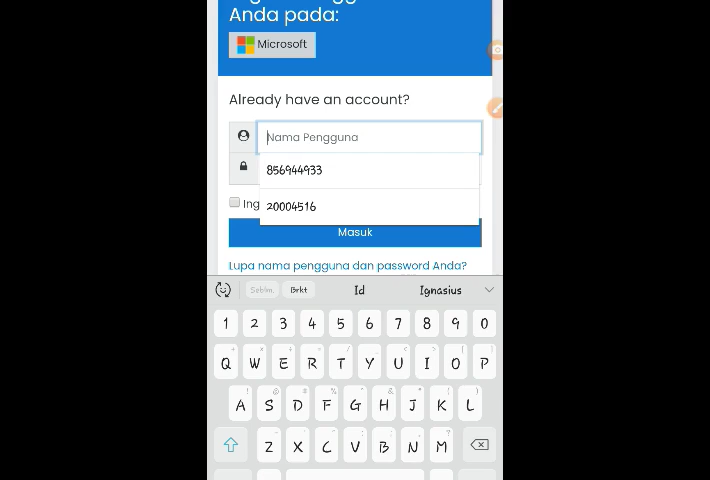 Anda pada:
Microsoft
Already have an account?
Nama Pengguna
856944933
20004516
Ing
Masuk
Lupa nama pengguna dan password Anda?
Seblm. Brkt Id Ignasius
1 2 3 4 5 6 7 8 9 0
Q W E R T Y U I O P
A S D F G H J K L
Z X C V B N M